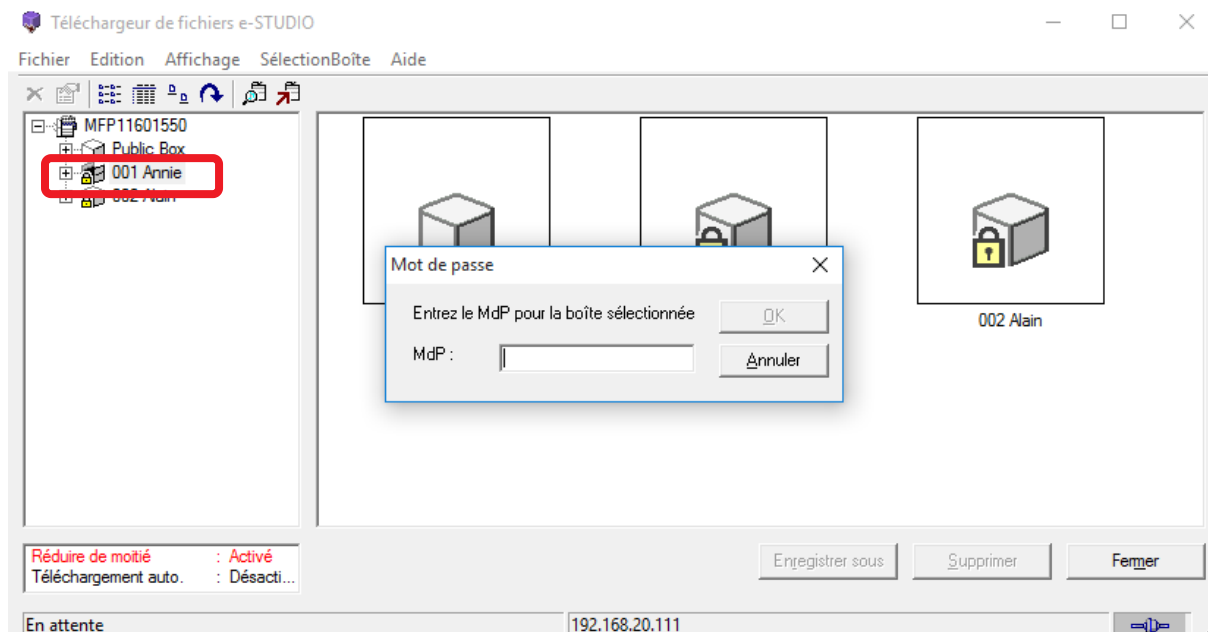 Téléchargeur de fichiers e-STUDIO
Fichier Edition Affichage SélectionBoîte Aide
MFP11601550
Public Box
001 Annie
002 Alain
002 Alain
Mot de passe
Entrez le MdP pour la boîte sélectionnée
OK
MdP :
Annuler
Réduire de moitié : Activé
Téléchargement auto. : Désacti...
Enregistrer sous
Supprimer
Fermer
En attente
192.168.20.111